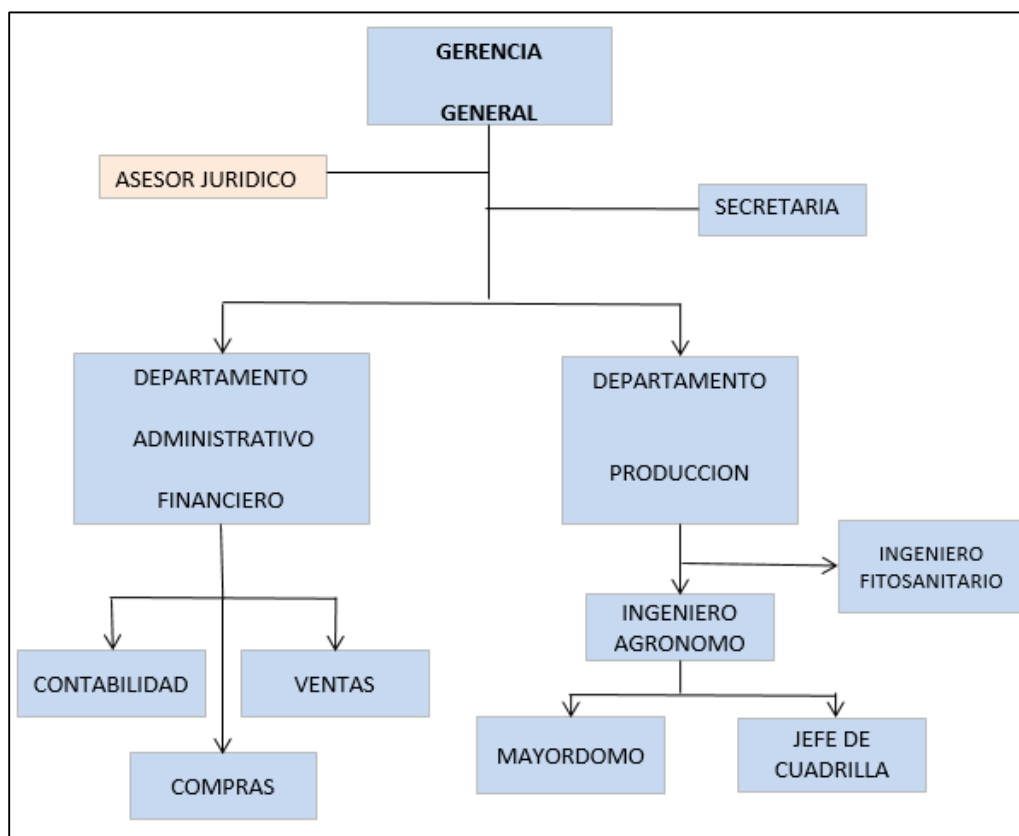 GERENCIA
GENERAL
ASESOR JURIDICO
SECRETARIA
DEPARTAMENTO
ADMINISTRATIVO
FINANCIERO
DEPARTAMENTO
PRODUCCION
INGENIERO
FITOSANITARIO
INGENIERO
AGRONOMO
CONTABILIDAD
VENTAS
COMPRAS
MAYORDOMO
JEFE DE
CUADRILLA